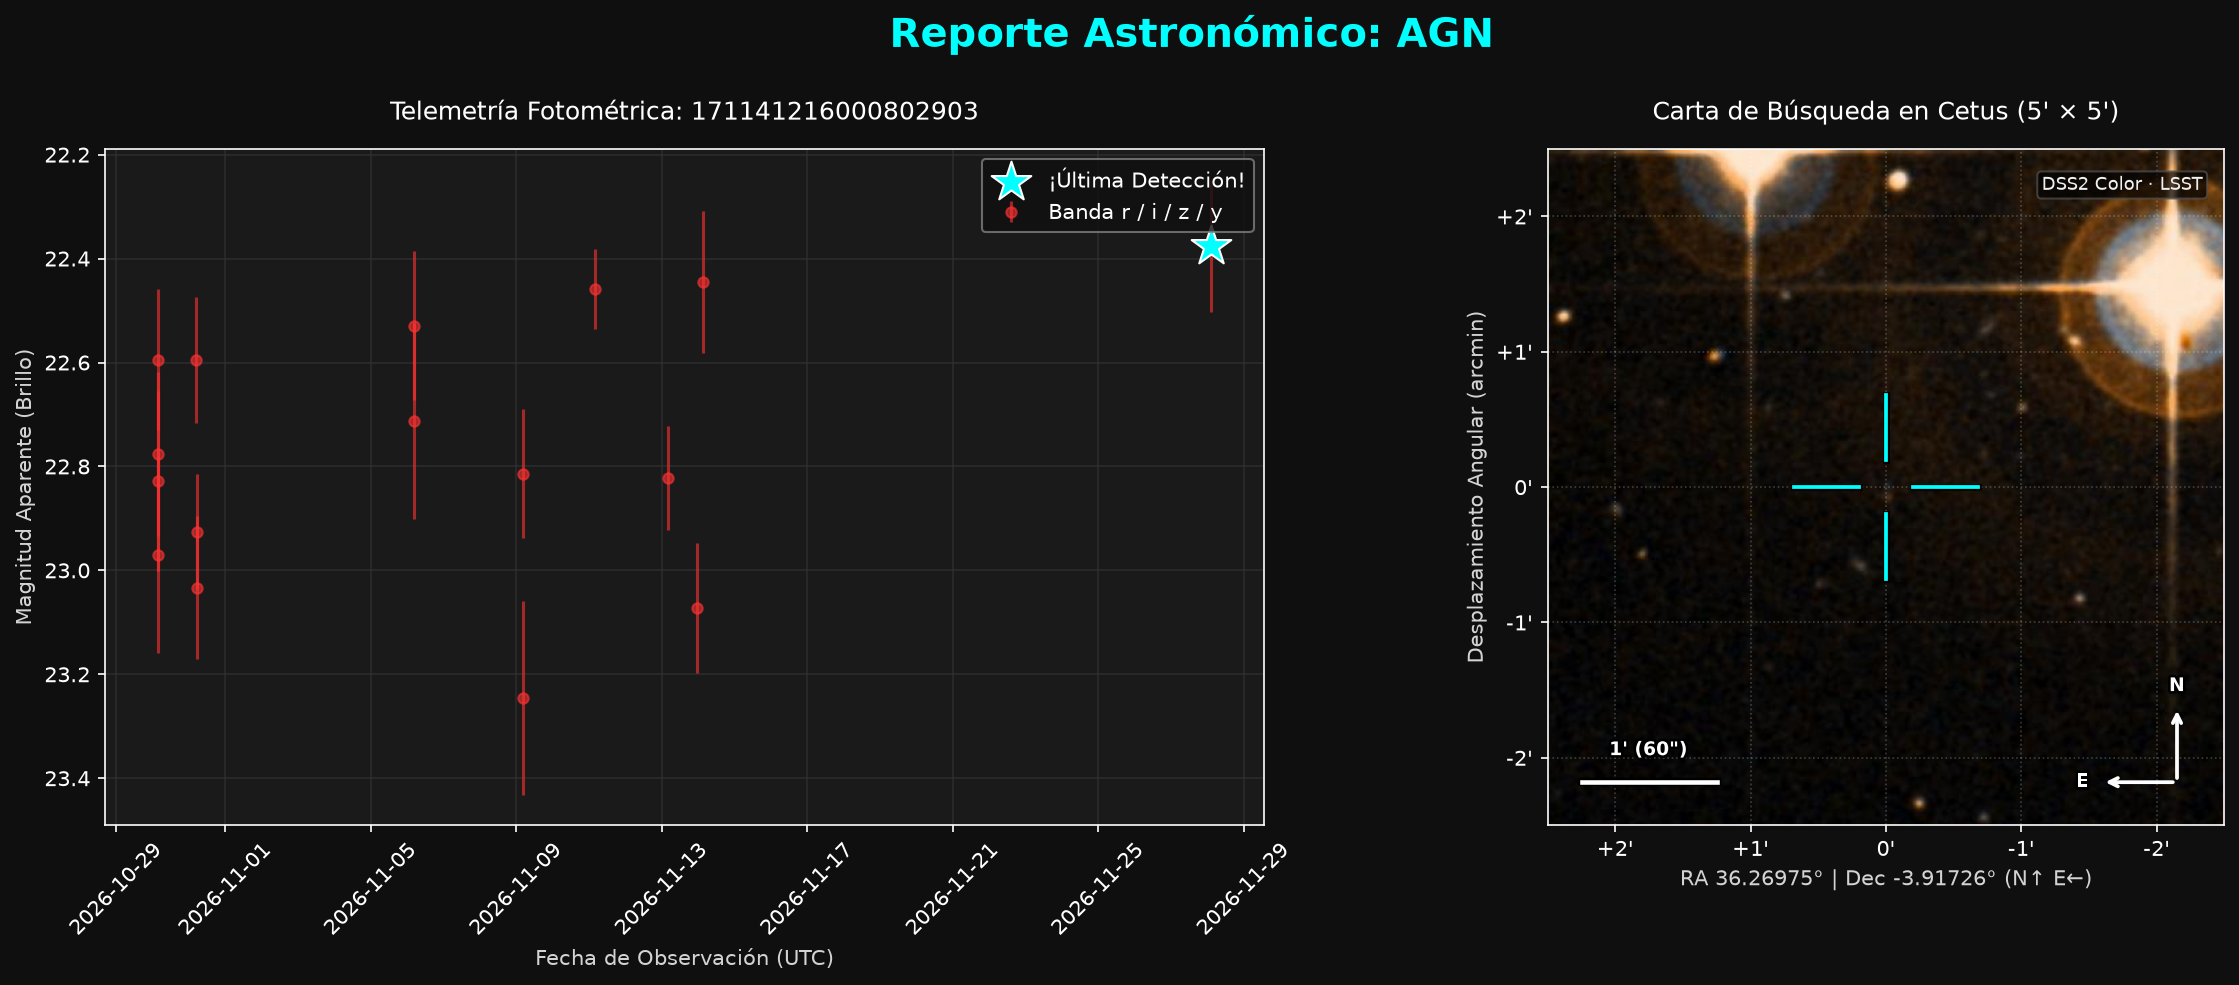 Reporte Astronómico: AGN
Telemetría Fotométrica: 171141216000802903
Magnitud Aparente (Brillo)
22.2
22.4
22.6
22.8
23.0
23.2
23.4
¡Última Detección!
Banda r / i / z / y
2026-10-29
2026-11-01
2026-11-05
2026-11-09
2026-11-13
2026-11-17
2026-11-21
2026-11-25
2026-11-29
Fecha de Observación (UTC)
Carta de Búsqueda en Cetus (5' × 5')
Desplazamiento Angular (arcmin)
+2'
+1'
0'
-1'
-2'
DSS2 Color · LSST
1' (60")
N
E
+2'
+1'
0'
-1'
-2'
RA 36.26975° | Dec -3.91726° (N↑ E←)